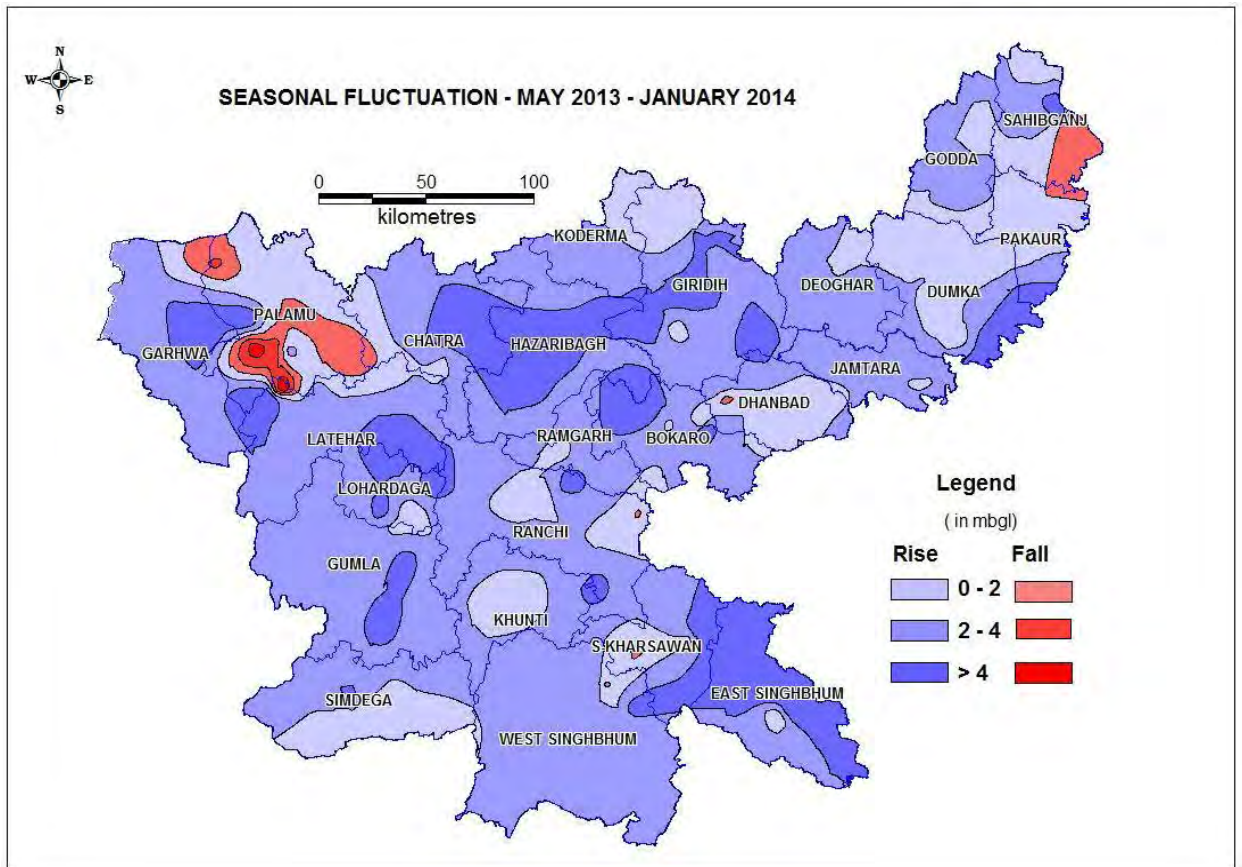 N
W E
S
SEASONAL FLUCTUATION - MAY 2013 - JANUARY 2014
0 50 100
kilometres
SAHIBGANJ
GODDA
KODERMA
PAKAUR
GIRIDIH
DEOGHAR
DUMKA
PALAMU
CHATRA
HAZARIBAGH
GARHWA
JAMTARA
DHANBAD
LATEHAR
RAMGARH
BOKARO
LOHARDAGA
RANCHI
GUMLA
KHUNTI
S.KHARSAWAN
SIMDEGA
EAST SINGHBHUM
WEST SINGHBHUM
Legend
( in mbgl)
Rise Fall
0 - 2
2 - 4
> 4